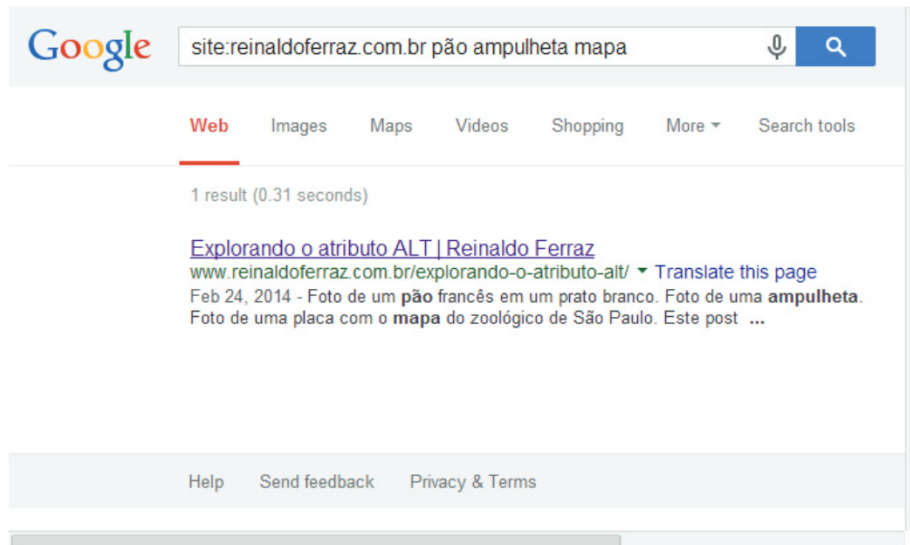 Google site:reinaldoferraz.com.br pão ampulheta mapa
Web Images Maps Videos Shopping More Search tools
1 result (0.31 seconds)
Explorando o atributo ALT | Reinaldo Ferraz
www.reinaldoferraz.com.br/explorando-o-atributo-alt/ Translate this page
Feb 24, 2014 - Foto de um pão francês em um prato branco. Foto de uma ampulheta.
Foto de uma placa com o mapa do zoológico de São Paulo. Este post ...
Help Send feedback Privacy & Terms